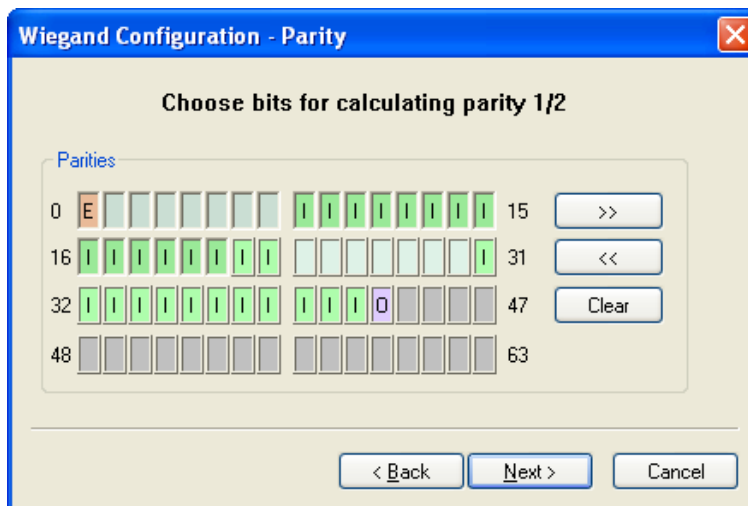 Wiegand Configuration - Parity
Choose bits for calculating parity 1/2
Parities
0 E I I I I I I I I 15 >>
16 I I I I I I I I I 31 <<
32 I I I I I I I I I I I O 47 Clear
48 63
< Back Next > Cancel